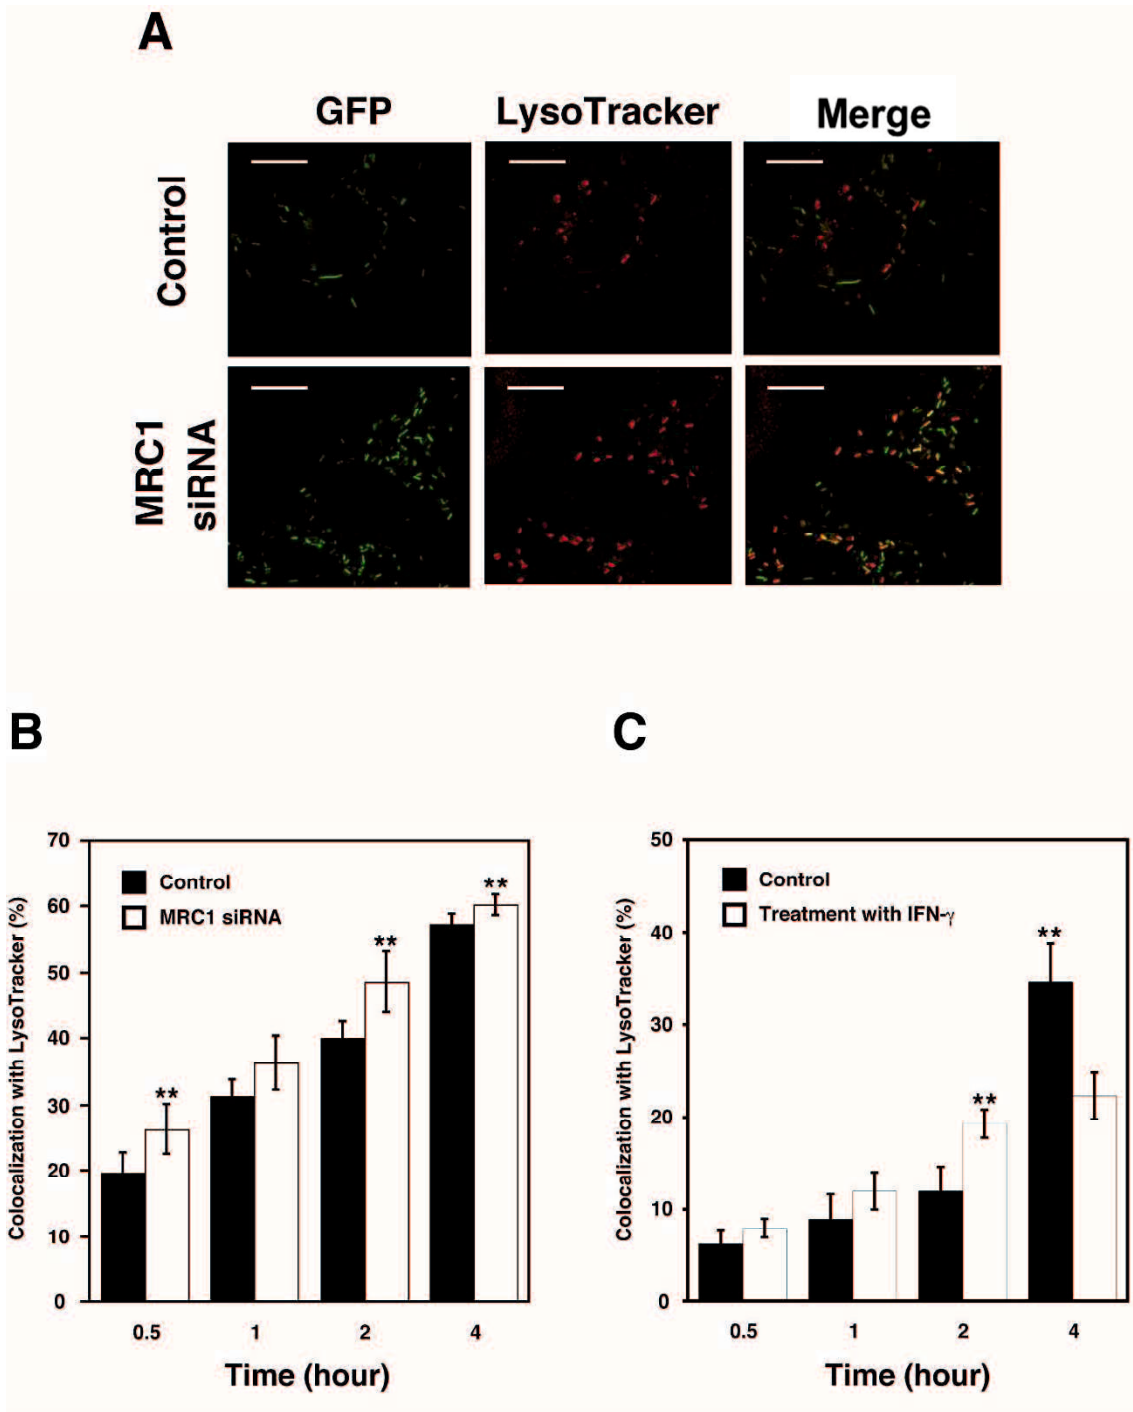 A
GFP LysoTracker Merge
Control
MRC1
siRNA
B
Colocalization with LysoTracker (%)
70
60
50
40
30
20
10
0
Control
MRC1 siRNA
**
**
**
0.5 1 2 4
Time (hour)
C
Colocalization with LysoTracker (%)
50
40
30
20
10
0
Control
Treatment with IFN-γ
**
**
0.5 1 2 4
Time (hour)